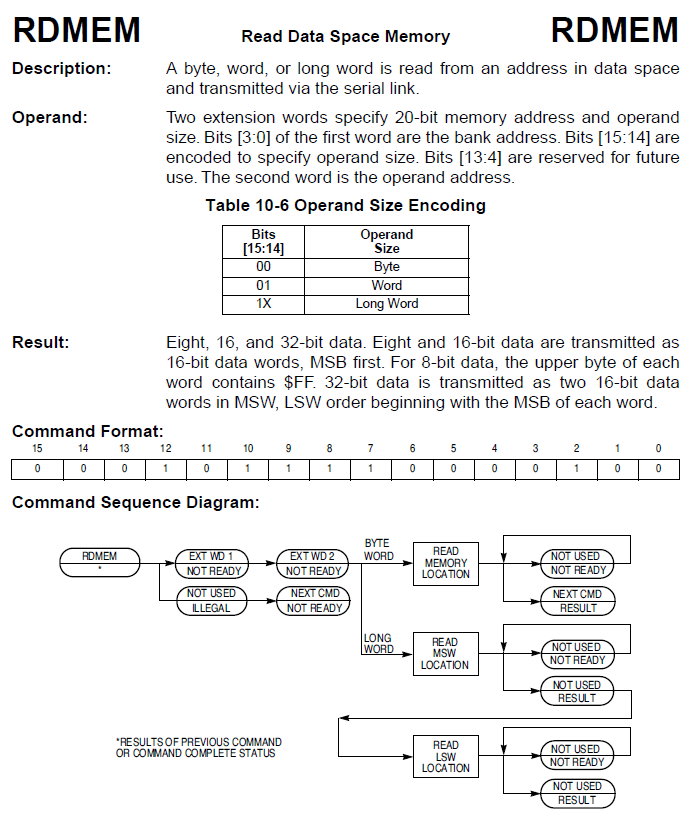 RDMEM Read Data Space Memory RDMEM
Description: A byte, word, or long word is read from an address in data space
and transmitted via the serial link.
Operand: Two extension words specify 20-bit memory address and operand
size. Bits [3:0] of the first word are the bank address. Bits [15:14] are
encoded to specify operand size. Bits [13:4] are reserved for future
use. The second word is the operand address.
Table 10-6 Operand Size Encoding
Bits Operand
[15:14] Size
00 Byte
01 Word
1X Long Word
Result: Eight, 16, and 32-bit data. Eight and 16-bit data are transmitted as
16-bit data words, MSB first. For 8-bit data, the upper byte of each
word contains $FF. 32-bit data is transmitted as two 16-bit data
words in MSW, LSW order beginning with the MSB of each word.
Command Format:
15 14 13 12 11 10 9 8 7 6 5 4 3 2 1 0
0 0 0 1 0 1 1 1 1 0 0 0 0 1 0 0
Command Sequence Diagram:
RDMEM
*
EXT WD 1
NOT READY
EXT WD 2
NOT READY
NOT USED
ILLEGAL
NEXT CMD
NOT READY
BYTE
WORD
READ
MEMORY
LOCATION
NOT USED
NOT READY
NEXT CMD
RESULT
LONG
WORD
READ
MSW
LOCATION
NOT USED
NOT READY
NOT USED
RESULT
*RESULTS OF PREVIOUS COMMAND
OR COMMAND COMPLETE STATUS
READ
LSW
LOCATION
NOT USED
NOT READY
NOT USED
RESULT